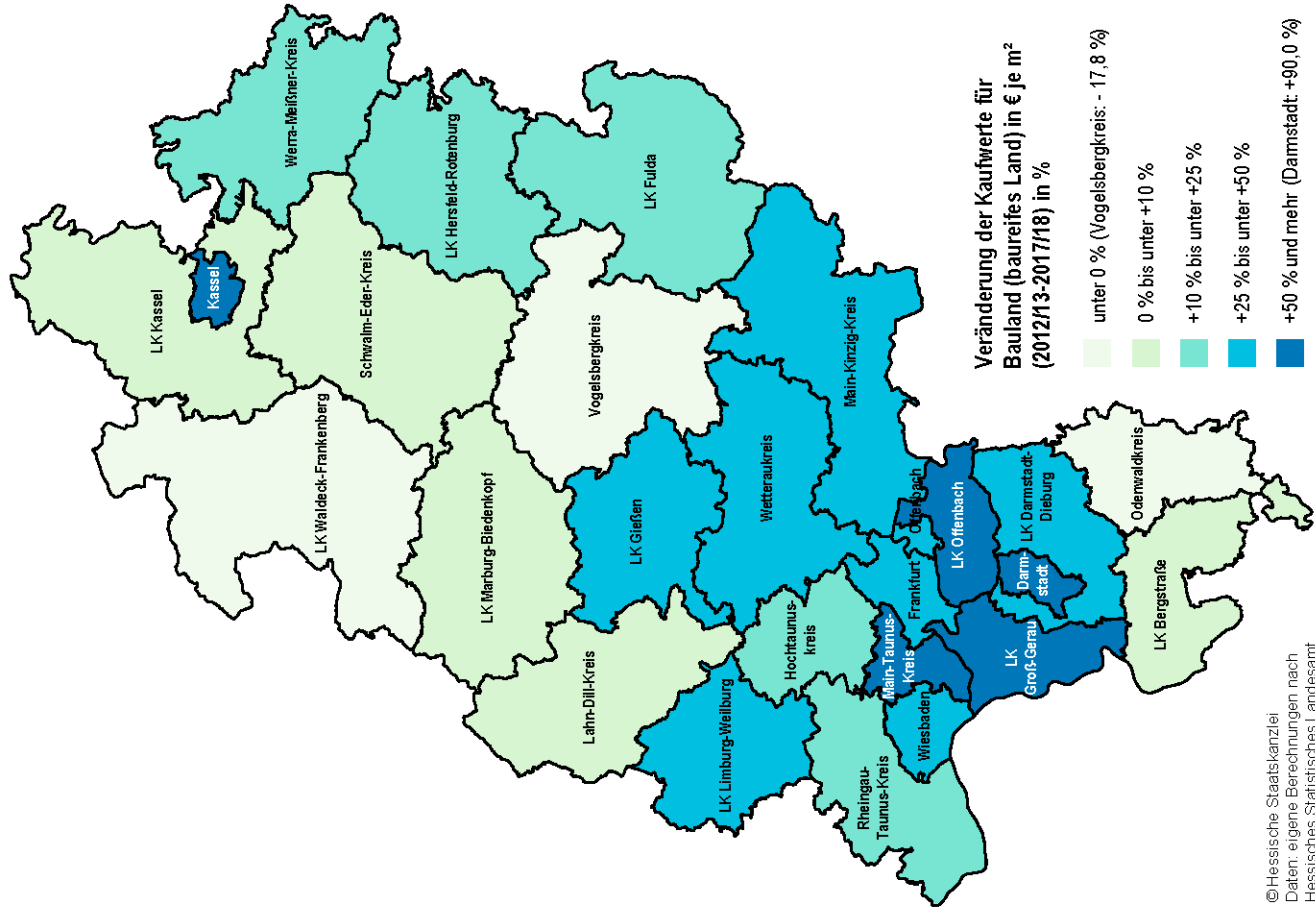 LK Kassel
Kassel
Werra-Meißner-Kreis
LK Waldeck-Frankenberg
Schwalm-Eder-Kreis
LK Hersfeld-Rotenburg
LK Marburg-Biedenkopf
Vogelsbergkreis
LK Fulda
Lahn-Dill-Kreis
LK Gießen
LK Limburg-Weilburg
Wetteraukreis
Main-Kinzig-Kreis
Hochtaunus-
kreis
Rheingau-
Taunus-Kreis
Main-Taunus-
Kreis
Wiesbaden
Frankfurt
Offenbach
LK Offenbach
LK
Groß-Gerau
Darm-
stadt
LK Darmstadt-
Dieburg
LK Bergstraße
Odenwaldkreis
Veränderung der Kaufwerte für
Bauland (baureifes Land) in € je m²
(2012/13-2017/18) in %
unter 0 % (Vogelsbergkreis: - 17,8 %)
0 % bis unter +10 %
+10 % bis unter +25 %
+25 % bis unter +50 %
+50 % und mehr (Darmstadt: +90,0 %)
©Hessische Staatskanzlei
Daten: eigene Berechnungen nach
Hessisches Statistisches Landesamt